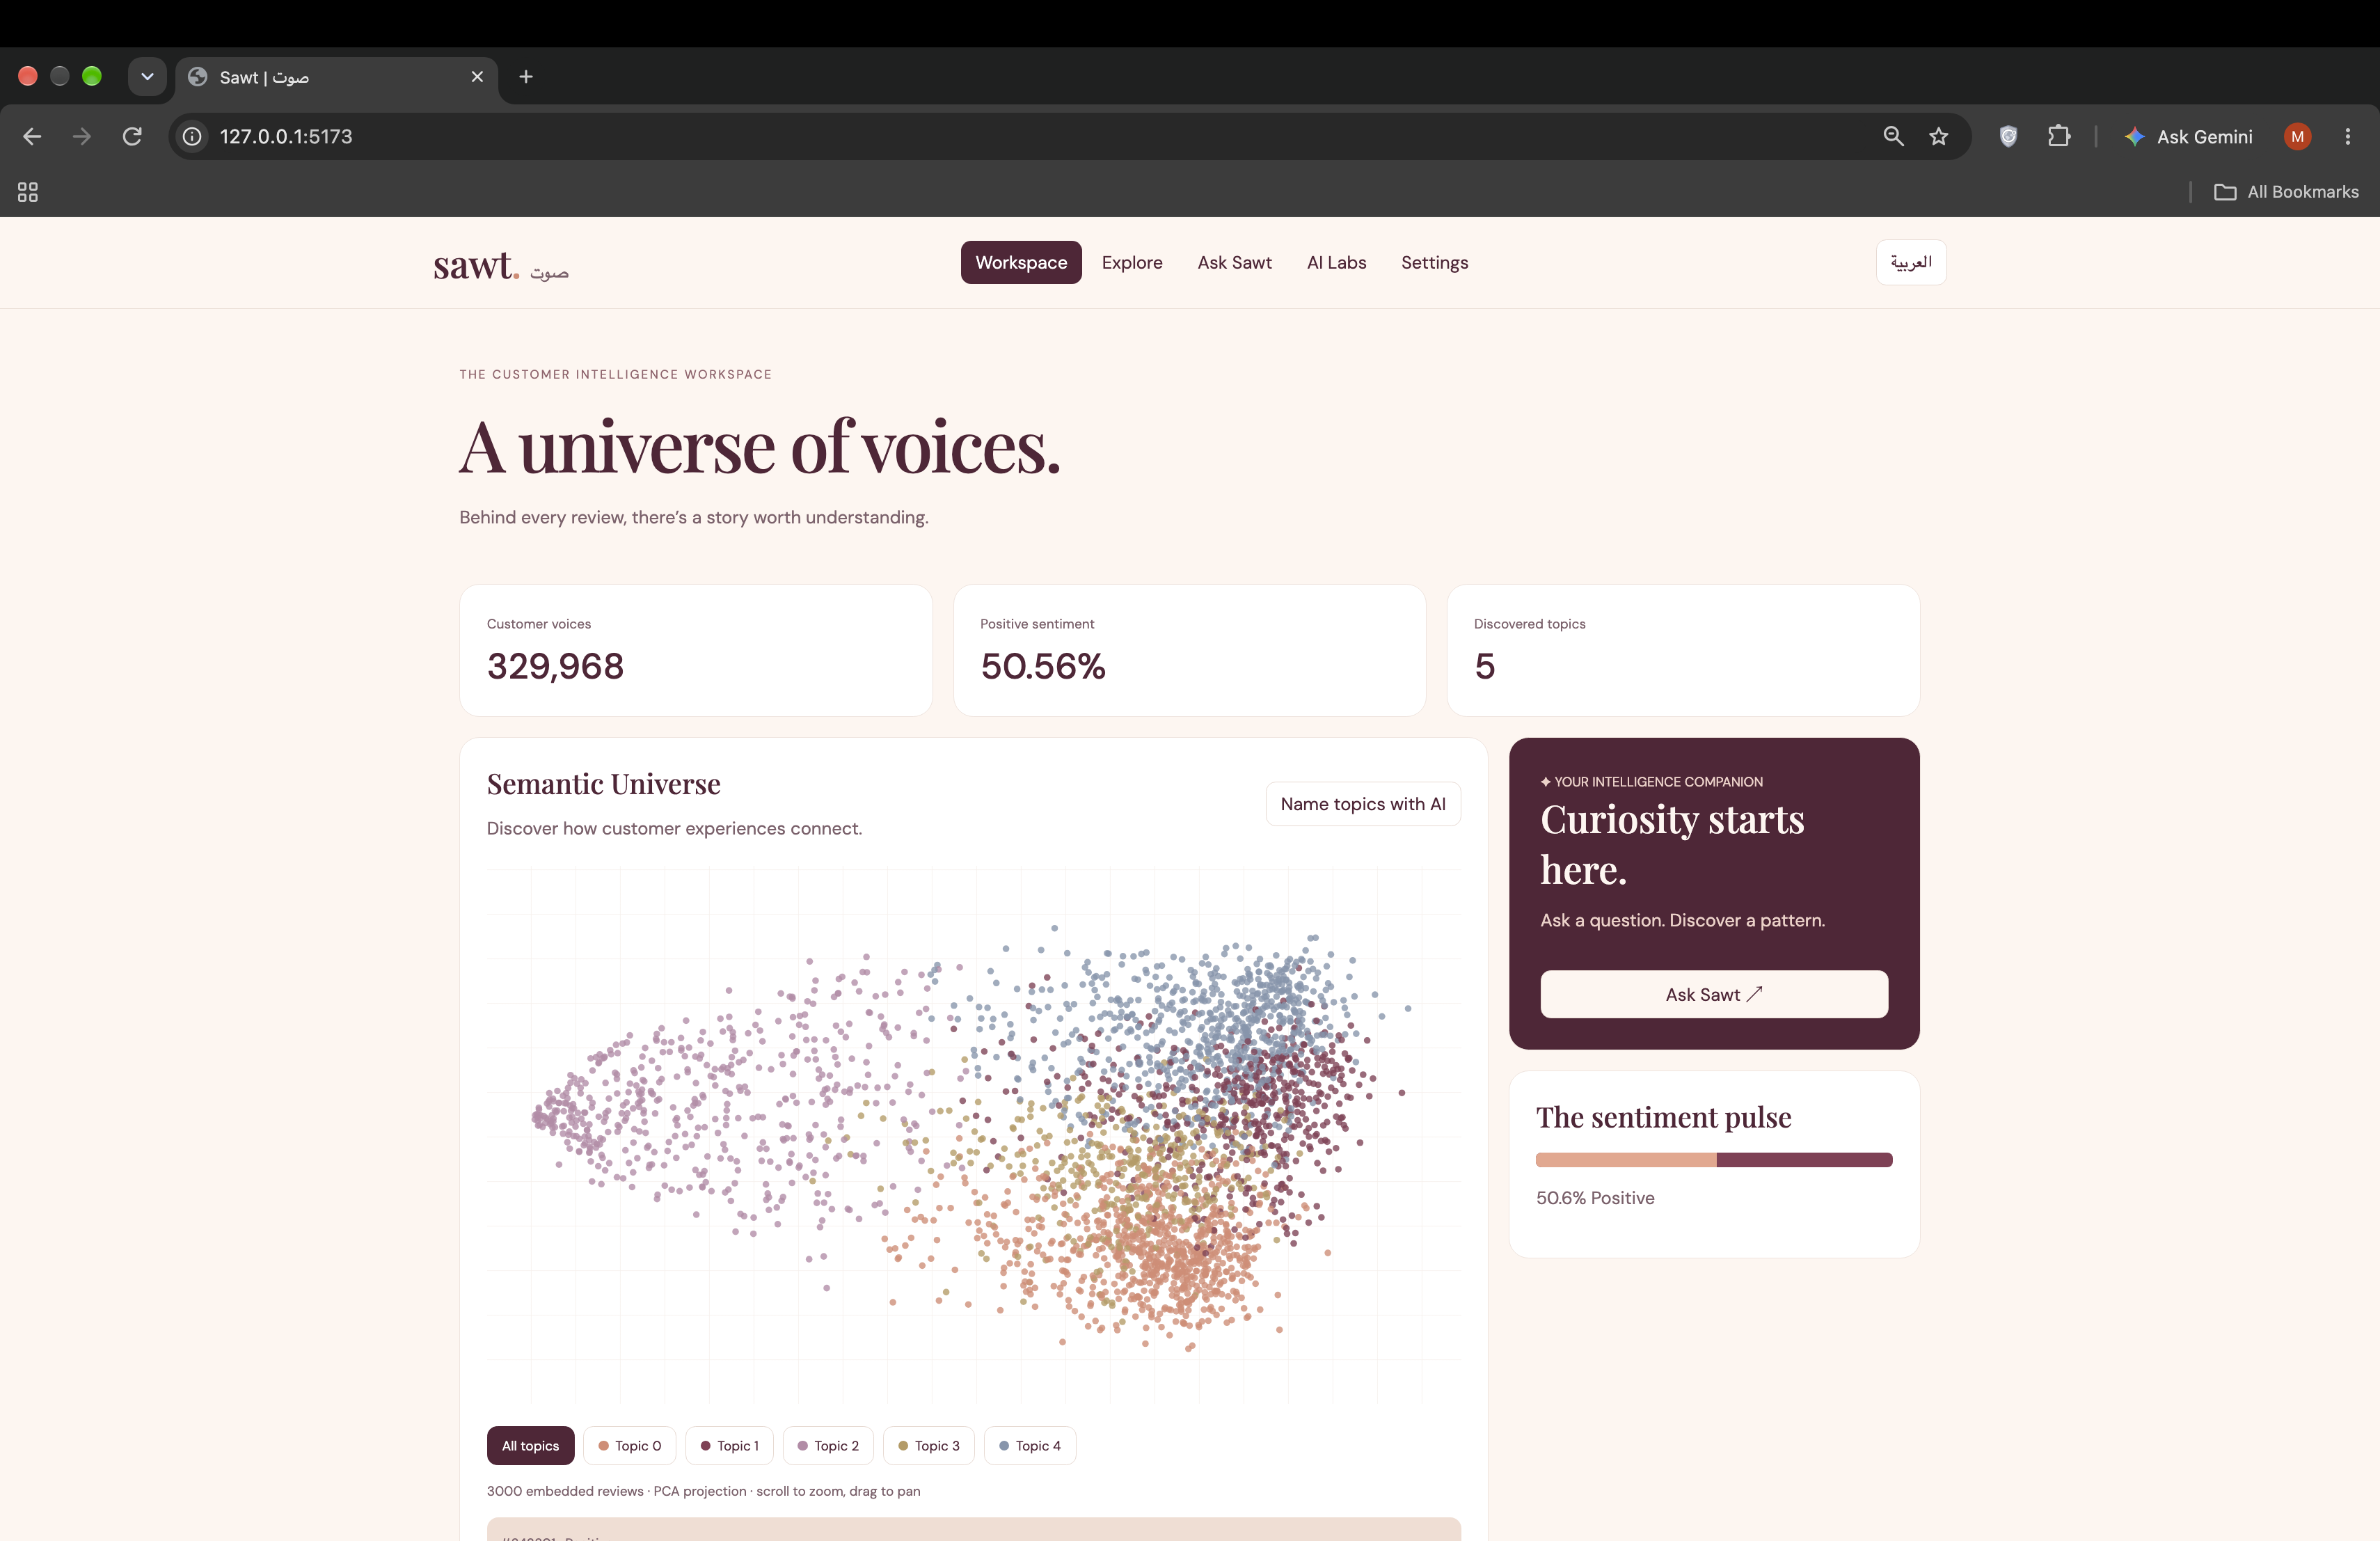 Sawt | صوت
127.0.0.1:5173
Ask Gemini
M
All Bookmarks
sawt. صوت
Workspace
Explore
Ask Sawt
AI Labs
Settings
العربية
THE CUSTOMER INTELLIGENCE WORKSPACE
A universe of voices.
Behind every review, there’s a story worth understanding.
Customer voices
329,968
Positive sentiment
50.56%
Discovered topics
5
Semantic Universe
Discover how customer experiences connect.
Name topics with AI
✦ YOUR INTELLIGENCE COMPANION
Curiosity starts
here.
Ask a question. Discover a pattern.
Ask Sawt ↗
The sentiment pulse
50.6% Positive
All topics
Topic 0
Topic 1
Topic 2
Topic 3
Topic 4
3000 embedded reviews · PCA projection · scroll to zoom, drag to pan